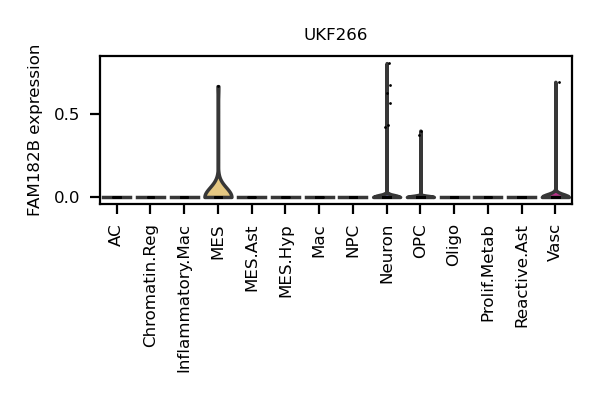 UKF266
FAM182B expression
0.5
0.0
AC
Chromatin.Reg
Inflammatory.Mac
MES
MES.Ast
MES.Hyp
Mac
NPC
Neuron
OPC
Oligo
Prolif.Metab
Reactive.Ast
Vasc